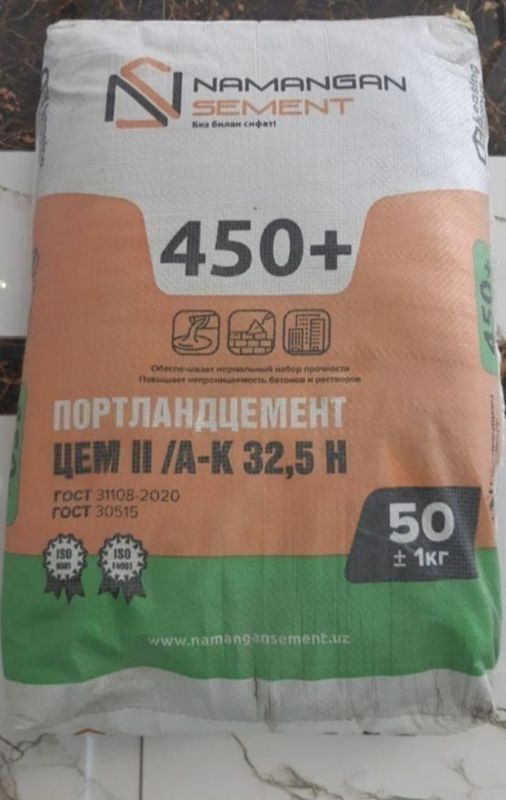 NAMANGAN
SEMENT
Биз билан сифат!
450+
Обеспечивает нормальный набор прочности
Повышает непроницаемость бетонов и растворов
ПОРТЛАНДЦЕМЕНТ
ЦЕМ II /А-К 32,5 Н
ГОСТ 31108-2020
ГОСТ 30515
50
± 1кг
ISO
9001
ISO
14001
www.namangansement.uz
450+